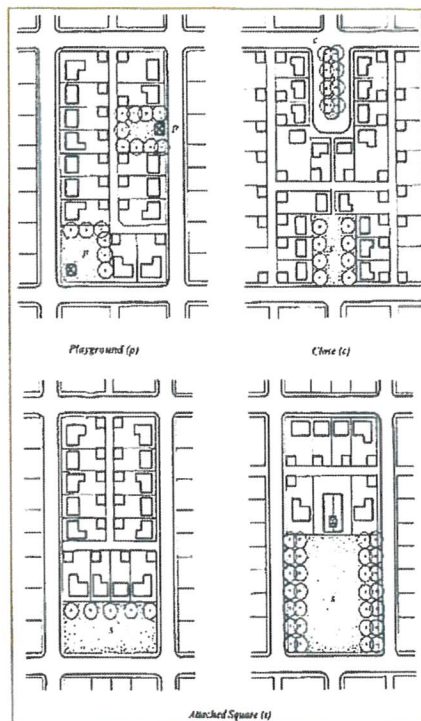 c
p
p
s
Playground (p)
Close (c)
s
s
Attached Square (s)